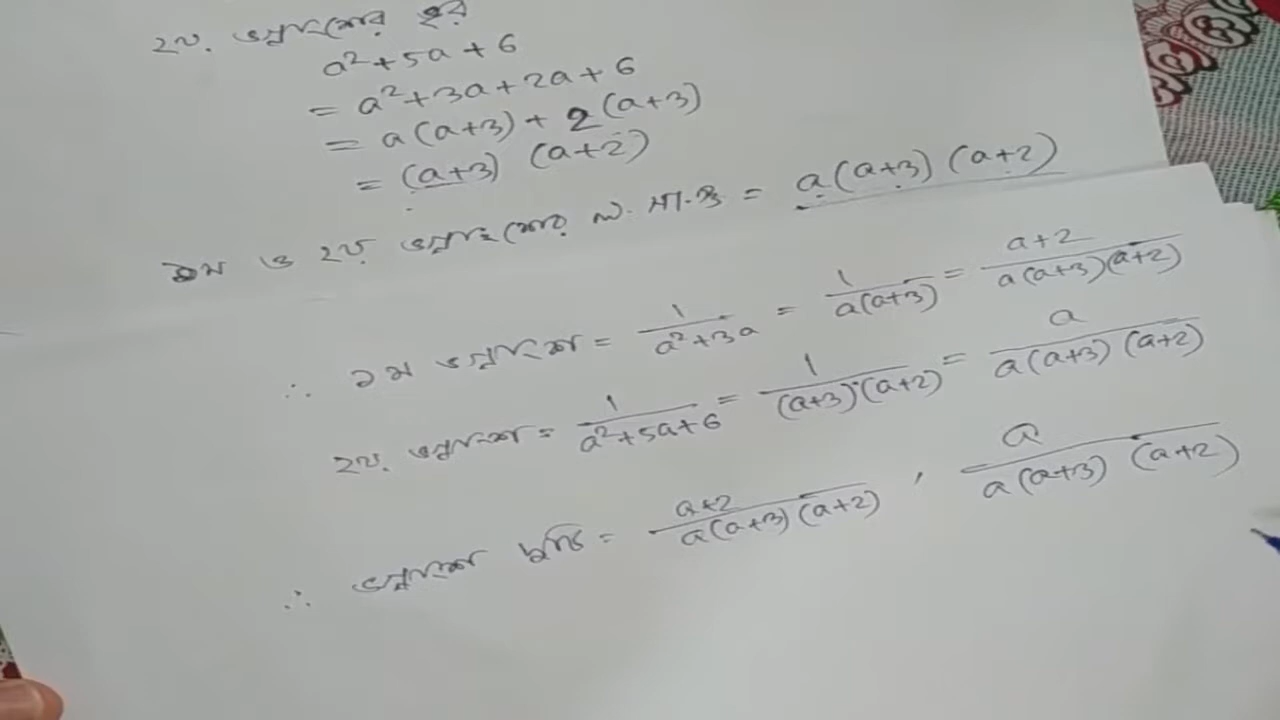 ২য় ভগ্নাংশের হর
a²+5a+6
= a²+3a+2a+6
= a(a+3)+2(a+3)
= (a+3) (a+2)
১ম ও ২য় ভগ্নাংশের ল.সা.গু = a(a+3) (a+2)
∴ ১ম ভগ্নাংশ = 1/(a²+3a) = 1/(a(a+3)) = (a+2)/(a(a+3)(a+2))
২য় ভগ্নাংশ = 1/(a²+5a+6) = 1/((a+3)(a+2)) = a/(a(a+3)(a+2))
∴ ভগ্নাংশ দুটি = (a+2)/(a(a+3)(a+2)) , a/(a(a+3)(a+2))